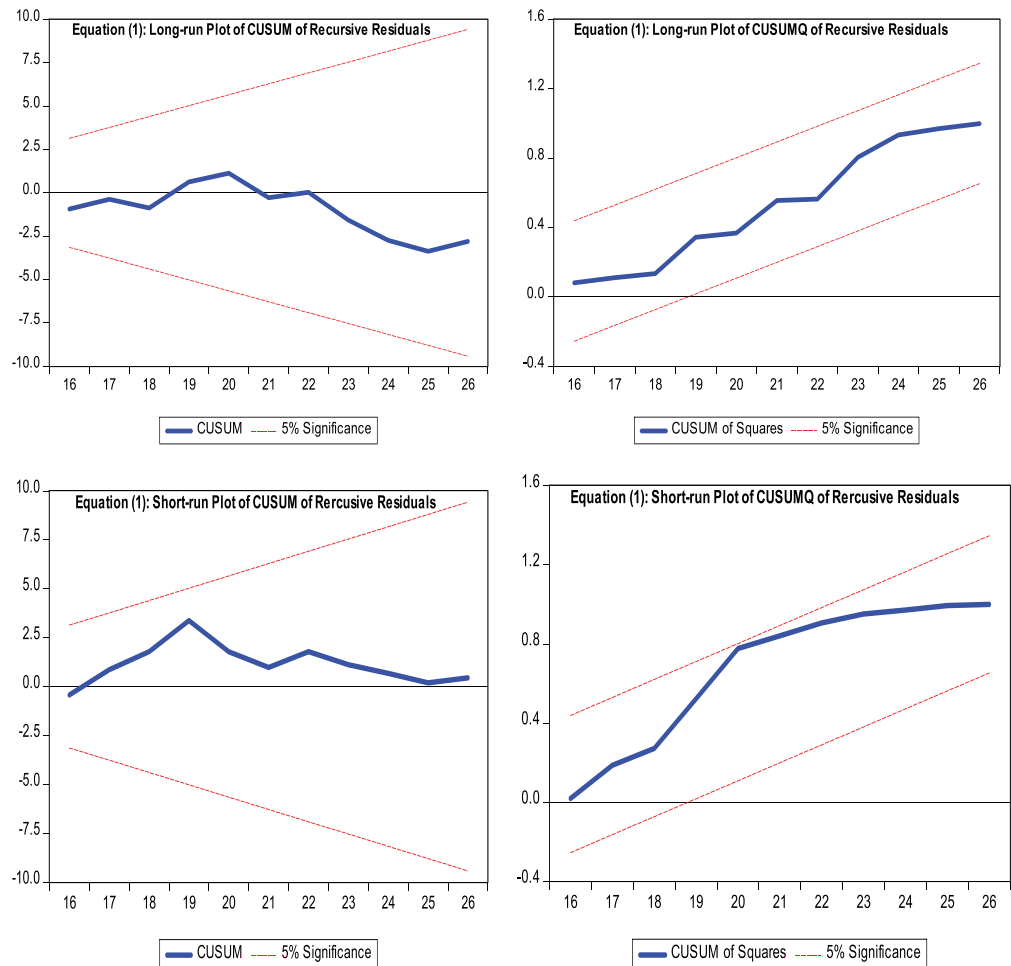 Equation (1): Long-run Plot of CUSUM of Recursive Residuals
10.0
7.5
5.0
2.5
0.0
-2.5
-5.0
-7.5
-10.0
16 17 18 19 20 21 22 23 24 25 26
CUSUM 5% Significance
Equation (1): Long-run Plot of CUSUMQ of Recursive Residuals
1.6
1.2
0.8
0.4
0.0
-0.4
16 17 18 19 20 21 22 23 24 25 26
CUSUM of Squares 5% Significance
Equation (1): Short-run Plot of CUSUM of Rercusive Residuals
10.0
7.5
5.0
2.5
0.0
-2.5
-5.0
-7.5
-10.0
16 17 18 19 20 21 22 23 24 25 26
CUSUM 5% Significance
Equation (1): Short-run Plot of CUSUMQ of Rercusive Residuals
1.6
1.2
0.8
0.4
0.0
-0.4
16 17 18 19 20 21 22 23 24 25 26
CUSUM of Squares 5% Significance